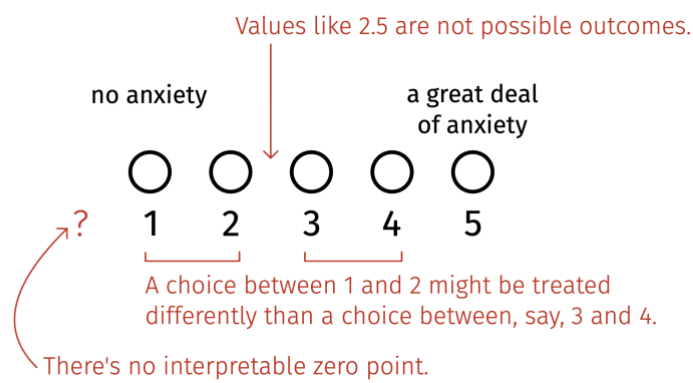 Values like 2.5 are not possible outcomes.
no anxiety
a great deal
of anxiety
? 1 2 3 4 5
A choice between 1 and 2 might be treated
differently than a choice between, say, 3 and 4.
There's no interpretable zero point.